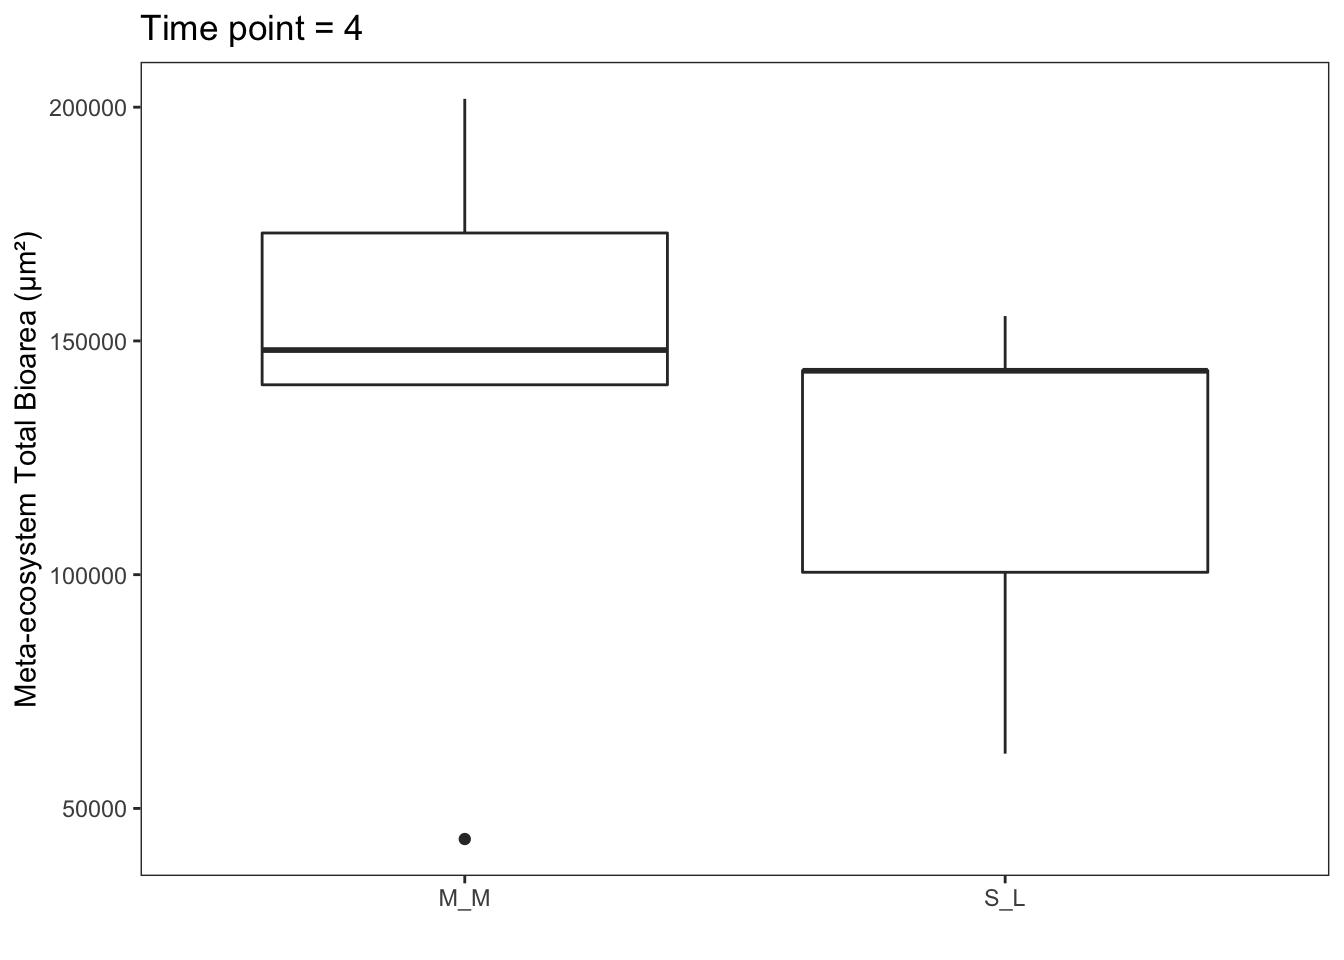 Time point = 4
Meta-ecosystem Total Bioarea (µm²)
200000
150000
100000
50000
M_M
S_L